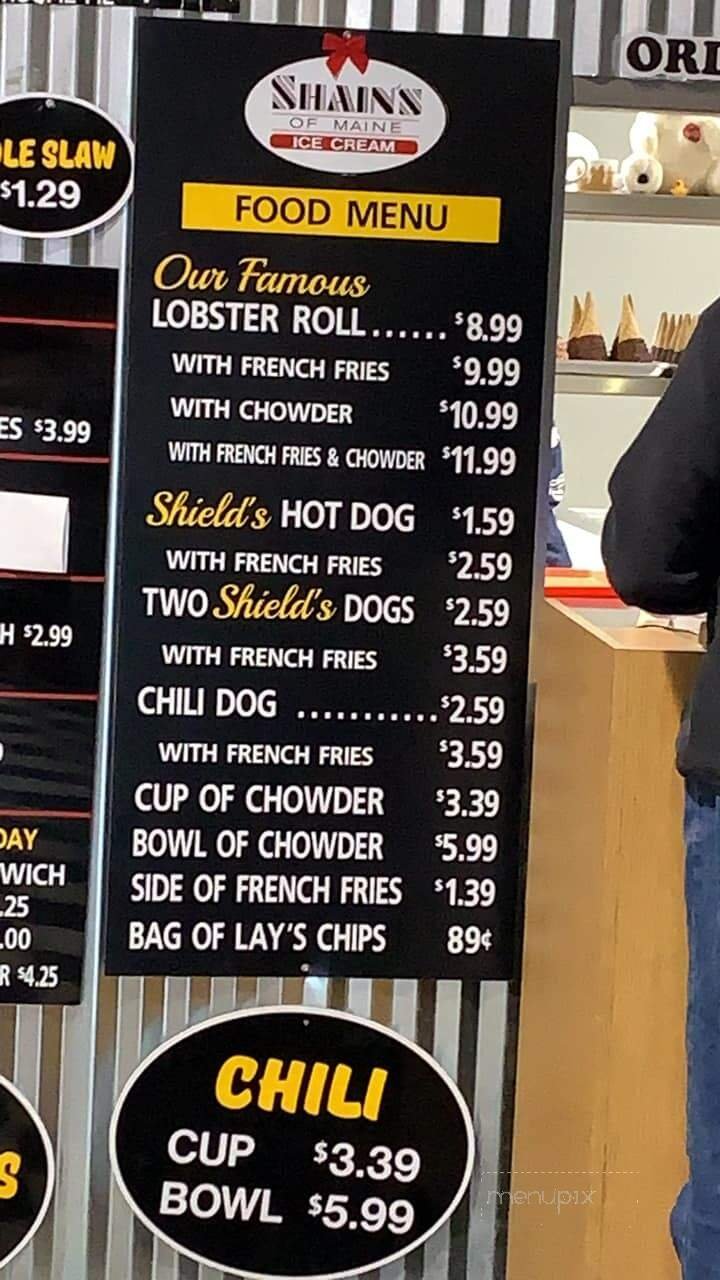 ORI
SHAIN'S
OF MAINE
ICE CREAM
LE SLAW
$1.29
FOOD MENU
Our Famous
LOBSTER ROLL...... $8.99
WITH FRENCH FRIES $9.99
WITH CHOWDER $10.99
WITH FRENCH FRIES & CHOWDER $11.99
Shield's HOT DOG $1.59
WITH FRENCH FRIES $2.59
TWO Shield's DOGS $2.59
WITH FRENCH FRIES $3.59
CHILI DOG ........... $2.59
WITH FRENCH FRIES $3.59
CUP OF CHOWDER $3.39
BOWL OF CHOWDER $5.99
SIDE OF FRENCH FRIES $1.39
BAG OF LAY'S CHIPS 89¢
ES $3.99
H $2.99
DAY
WICH
.25
.00
R $4.25
S
CHILI
CUP $3.39
BOWL $5.99
menupix